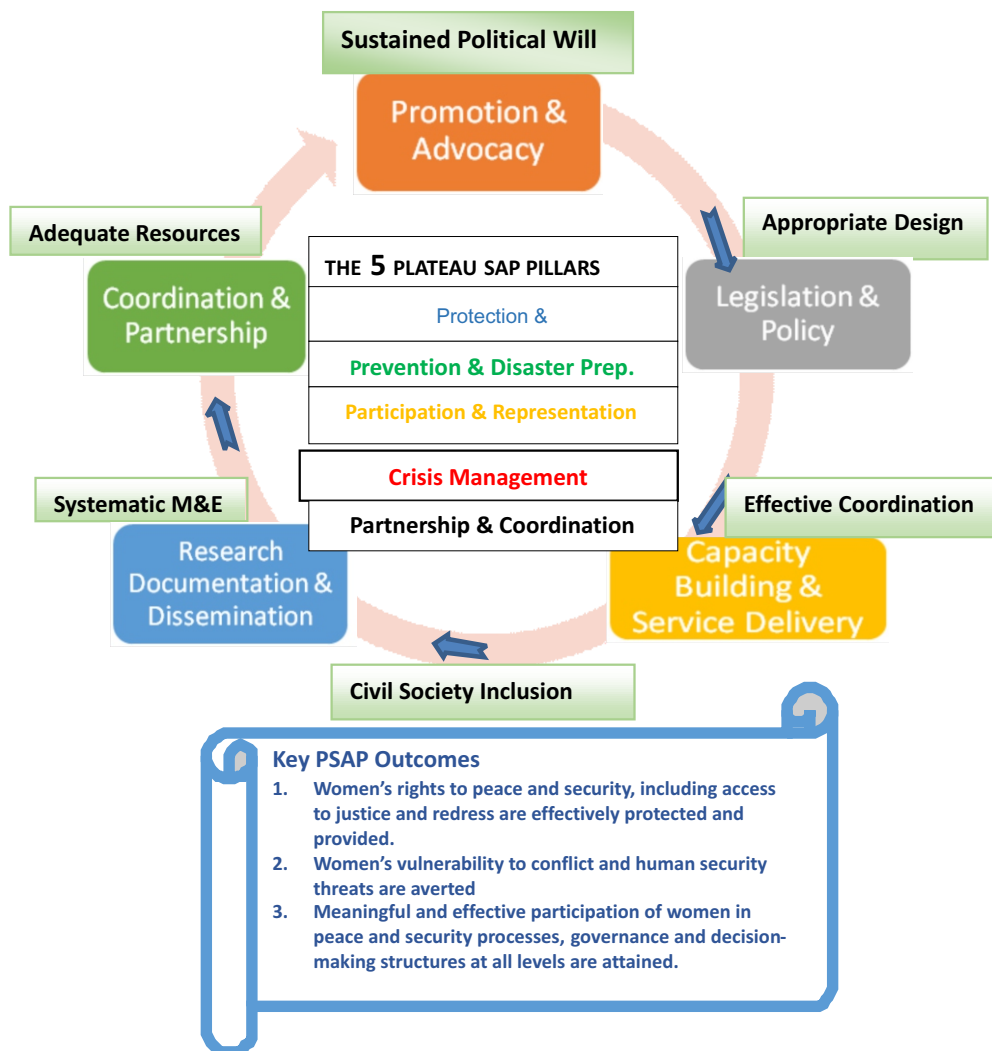 Sustained Political Will
Promotion &
Advocacy
Appropriate Design
Legislation &
Policy
Effective Coordination
Capacity
Building &
Service Delivery
Civil Society Inclusion
Research
Documentation &
Dissemination
Systematic M&E
Coordination &
Partnership
Adequate Resources
THE 5 PLATEAU SAP PILLARS
Protection &
Prevention & Disaster Prep.
Participation & Representation
Crisis Management
Partnership & Coordination
Key PSAP Outcomes
1. Women’s rights to peace and security, including access
to justice and redress are effectively protected and
provided.
2. Women’s vulnerability to conflict and human security
threats are averted
3. Meaningful and effective participation of women in
peace and security processes, governance and decision-
making structures at all levels are attained.